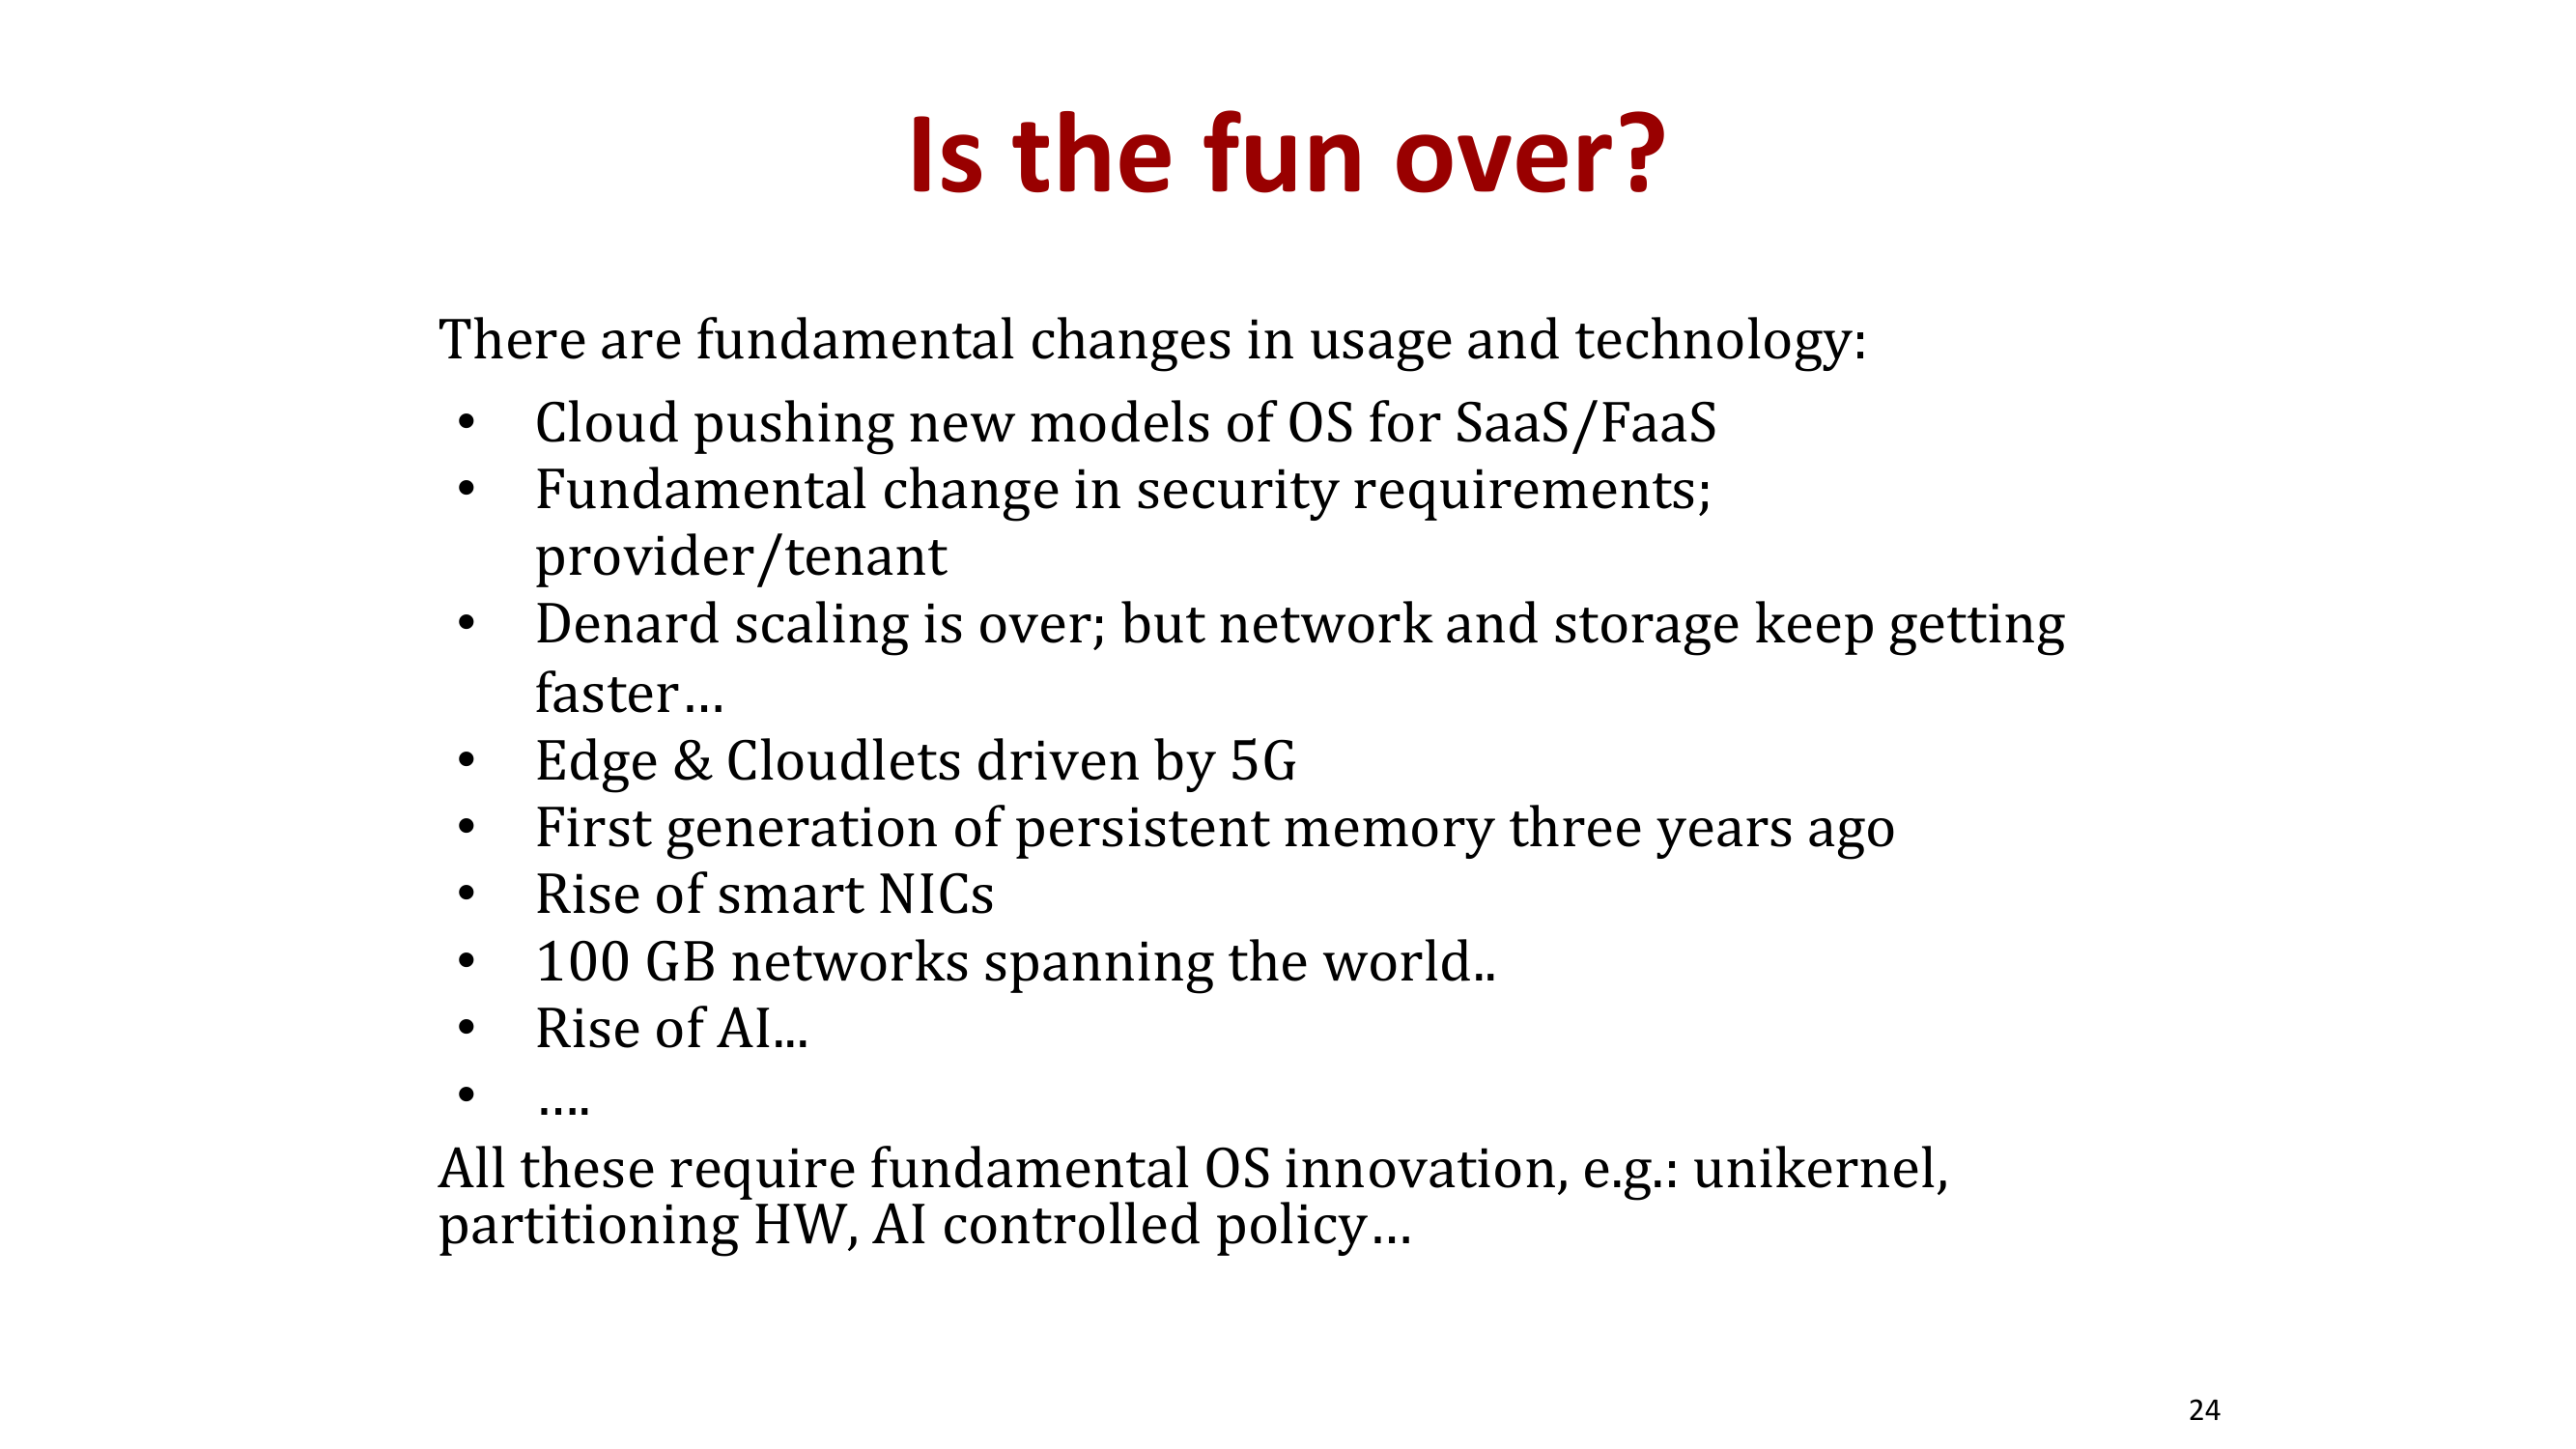 Is the fun over?
There are fundamental changes in usage and technology:
• Cloud pushing new models of OS for SaaS/FaaS
• Fundamental change in security requirements;
provider/tenant
• Denard scaling is over; but network and storage keep getting
faster…
• Edge & Cloudlets driven by 5G
• First generation of persistent memory three years ago
• Rise of smart NICs
• 100 GB networks spanning the world..
• Rise of AI...
• ….
All these require fundamental OS innovation, e.g.: unikernel,
partitioning HW, AI controlled policy…
24